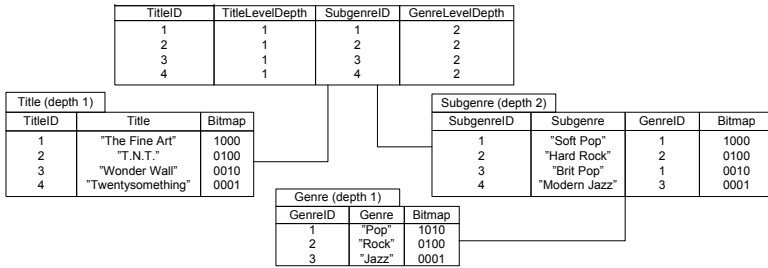 TitleID TitleLevelDepth SubgenreID GenreLevelDepth
1 1 1 2
2 1 2 2
3 1 3 2
4 1 4 2
Title (depth 1)
TitleID Title Bitmap
1 "The Fine Art" 1000
2 "T.N.T." 0100
3 "Wonder Wall" 0010
4 "Twentysomething" 0001
Subgenre (depth 2)
SubgenreID Subgenre GenreID Bitmap
1 "Soft Pop" 1 1000
2 "Hard Rock" 2 0100
3 "Brit Pop" 1 0010
4 "Modern Jazz" 3 0001
Genre (depth 1)
GenreID Genre Bitmap
1 "Pop" 1010
2 "Rock" 0100
3 "Jazz" 0001